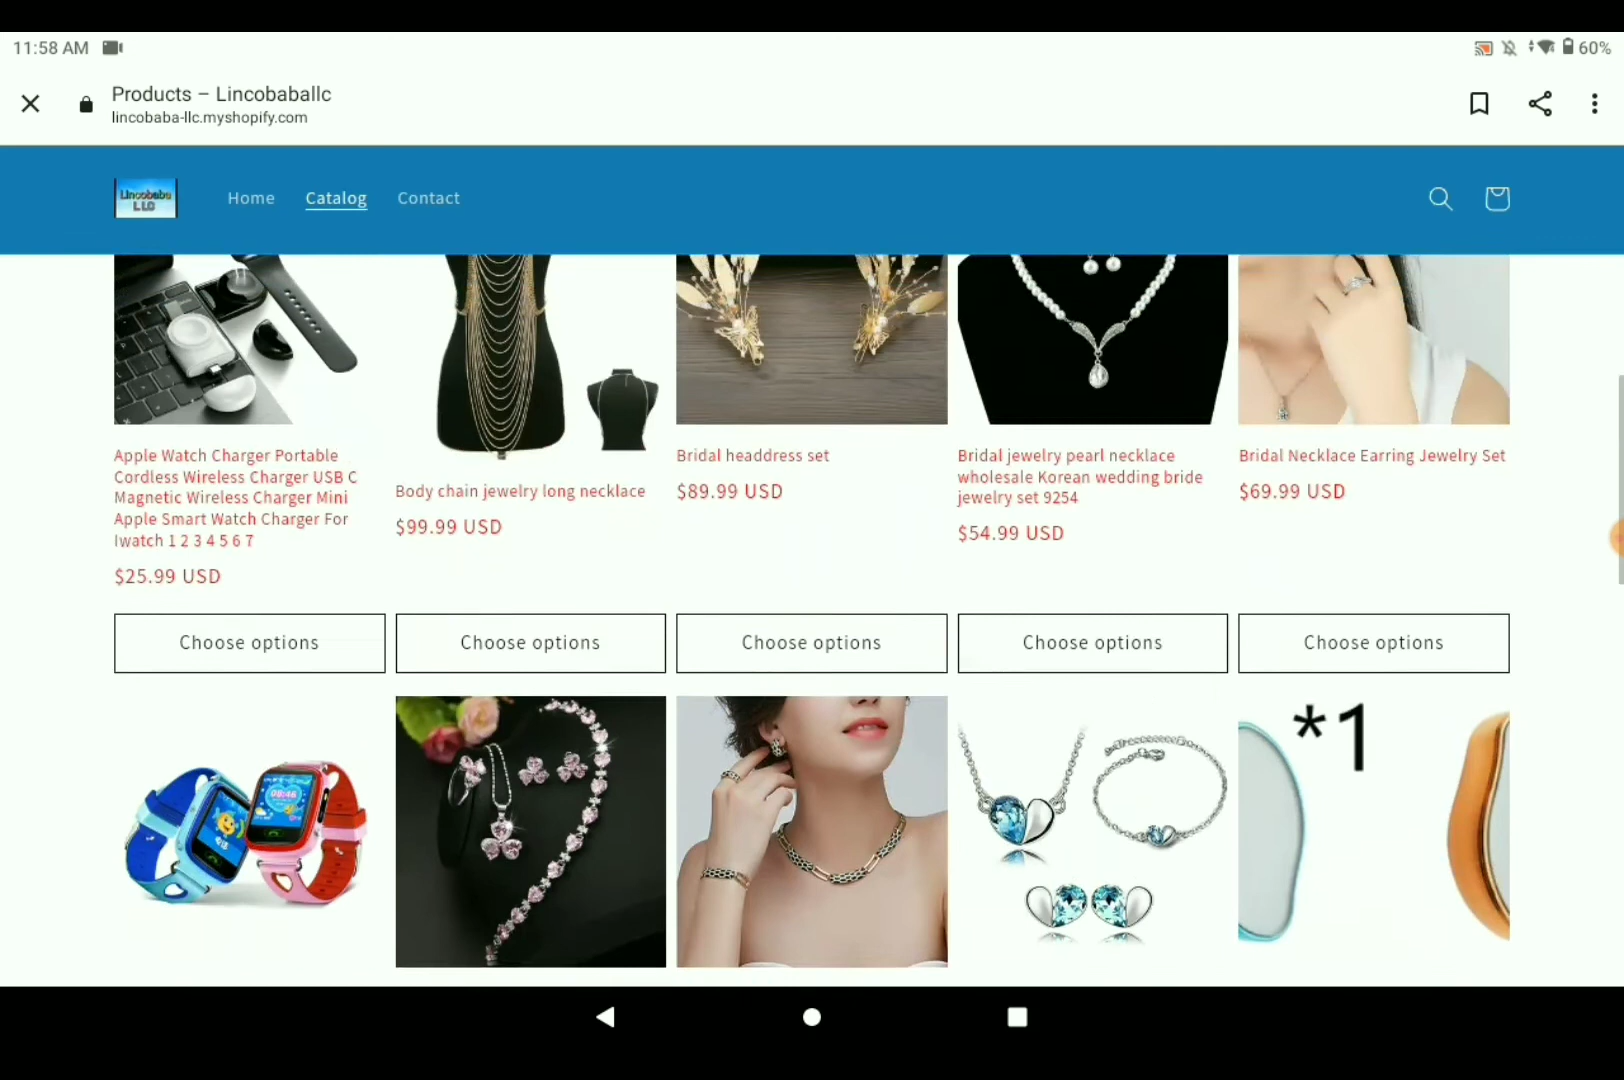 11:58 AM
60%
Products – Lincobaballc
lincobaba-llc.myshopify.com
Lincobaba
LLC
Home
Catalog
Contact
Apple Watch Charger Portable
Cordless Wireless Charger USB C
Magnetic Wireless Charger Mini
Apple Smart Watch Charger For
Iwatch 1 2 3 4 5 6 7
$25.99 USD
Body chain jewelry long necklace
$99.99 USD
Bridal headdress set
$89.99 USD
Bridal jewelry pearl necklace
wholesale Korean wedding bride
jewelry set 9254
$54.99 USD
Bridal Necklace Earring Jewelry Set
$69.99 USD
Choose options
Choose options
Choose options
Choose options
Choose options
08:46
*1